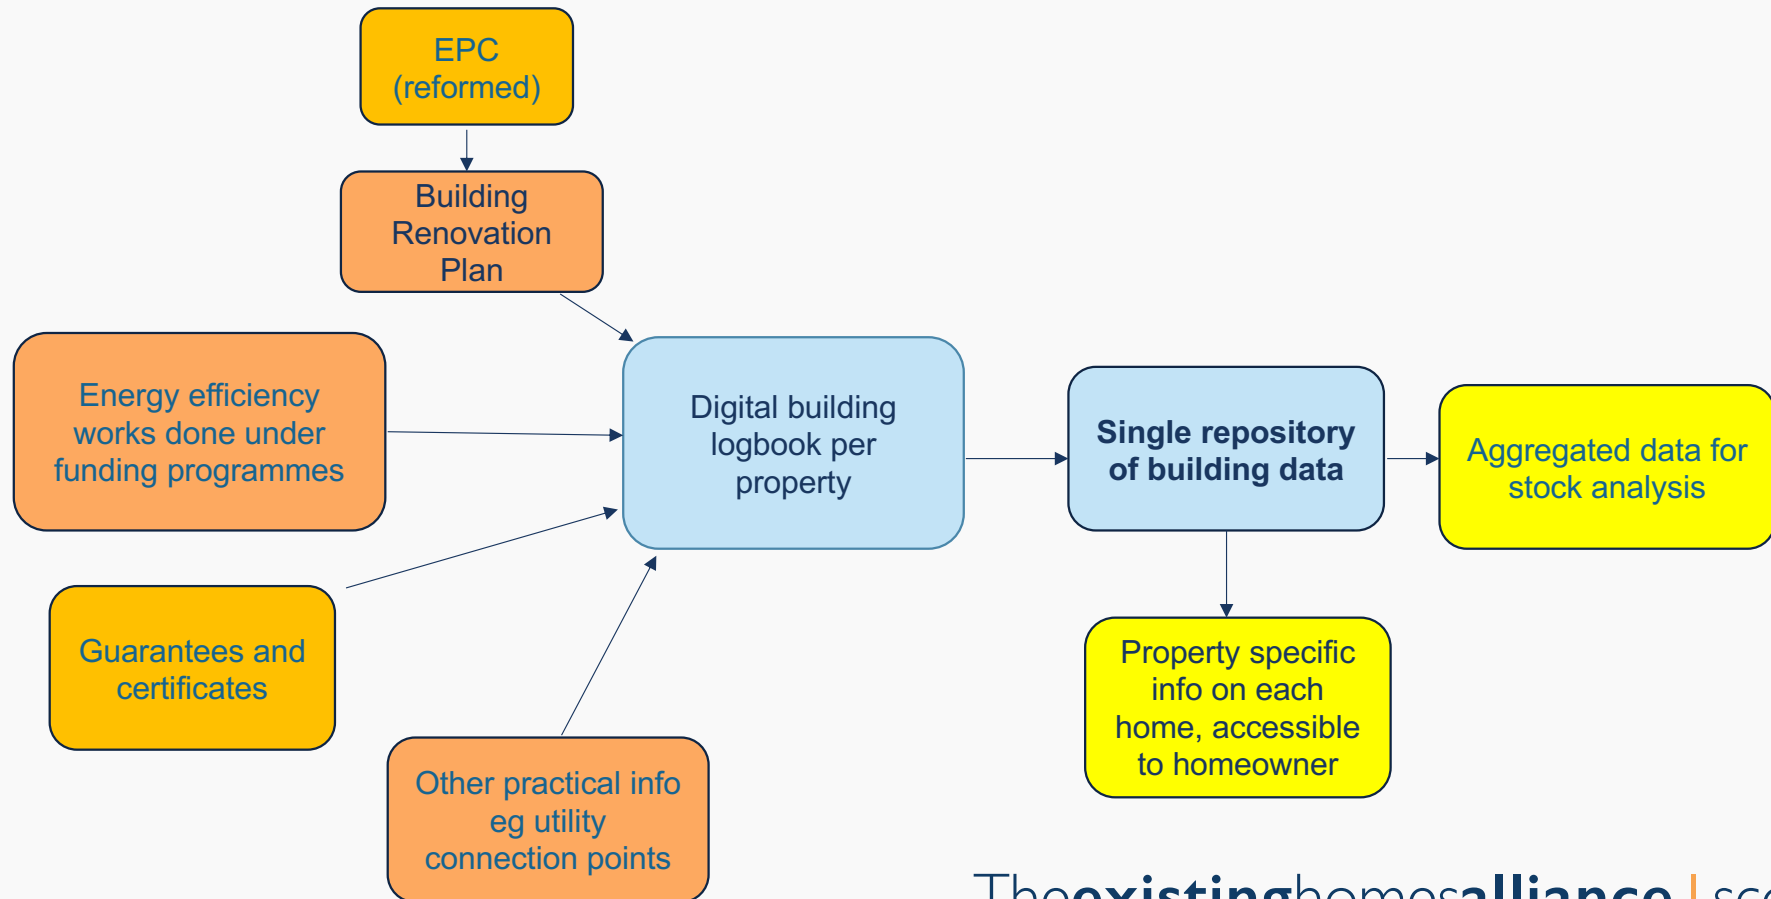 EPC
(reformed)
Building
Renovation
Plan
Energy efficiency
works done under
funding programmes
Digital building
logbook per
property
Single repository
of building data
Aggregated data for
stock analysis
Guarantees and
certificates
Property specific
info on each
home, accessible
to homeowner
Other practical info
eg utility
connection points
Theexistinghomesalliance | sco